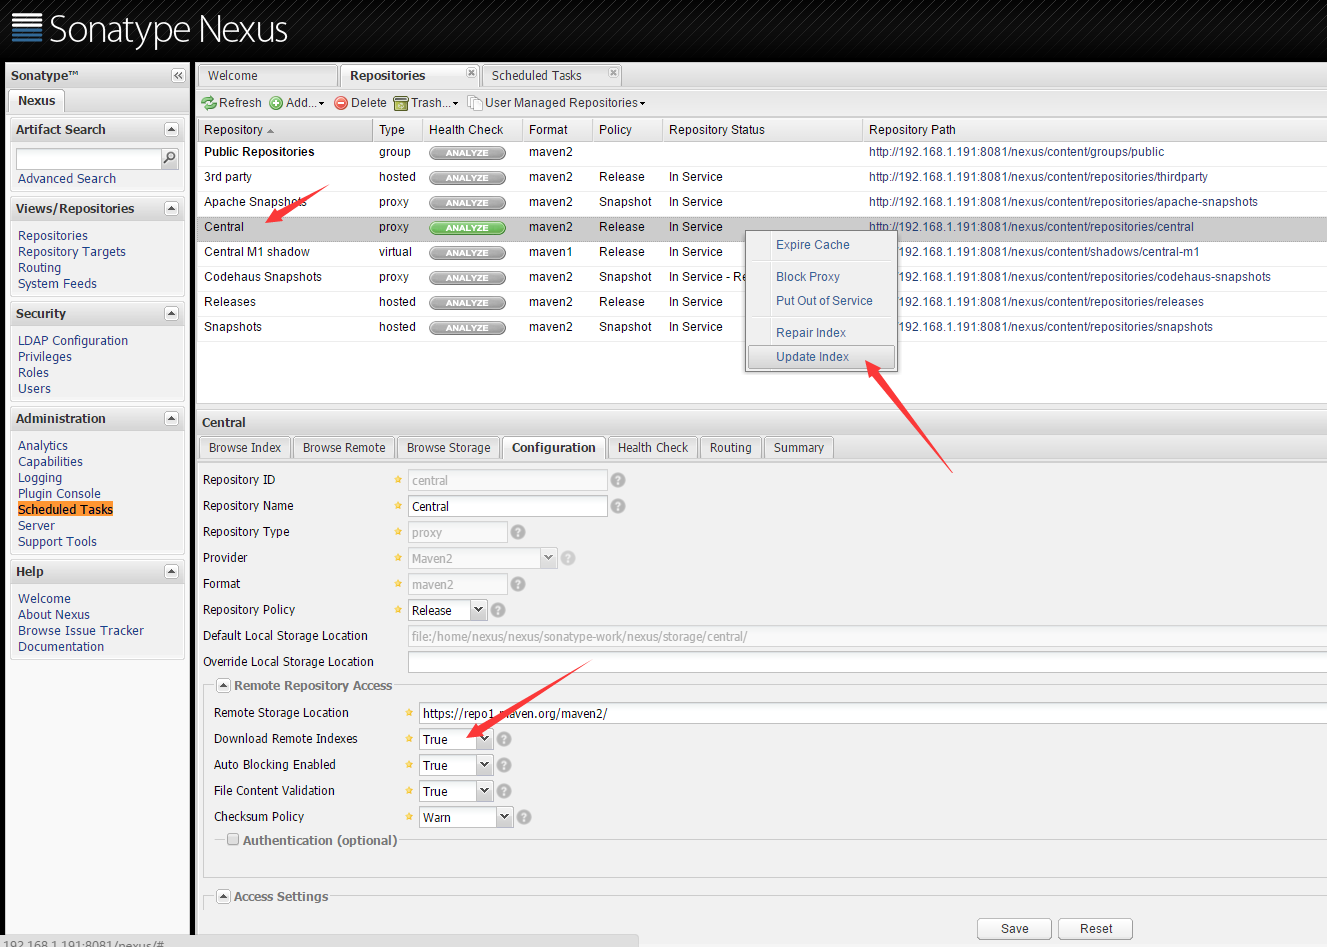 Sonatype Nexus
Sonatype™
Nexus
Artifact Search
Advanced Search
Views/Repositories
Repositories
Repository Targets
Routing
System Feeds
Security
LDAP Configuration
Privileges
Roles
Users
Administration
Analytics
Capabilities
Logging
Plugin Console
Scheduled Tasks
Server
Support Tools
Help
Welcome
About Nexus
Browse Issue Tracker
Documentation
Welcome Repositories Scheduled Tasks
Refresh Add... Delete Trash... User Managed Repositories
Repository Type Health Check Format Policy Repository Status Repository Path
Public Repositories group ANALYZE maven2 http://192.168.1.191:8081/nexus/content/groups/public
3rd party hosted ANALYZE maven2 Release In Service http://192.168.1.191:8081/nexus/content/repositories/thirdparty
Apache Snapshots proxy ANALYZE maven2 Snapshot In Service http://192.168.1.191:8081/nexus/content/repositories/apache-snapshots
Central proxy ANALYZE maven2 Release In Service http://192.168.1.191:8081/nexus/content/repositories/central
Central M1 shadow virtual ANALYZE maven1 Release In Service 192.168.1.191:8081/nexus/content/shadows/central-m1
Codehaus Snapshots proxy ANALYZE maven2 Snapshot In Service - Re 192.168.1.191:8081/nexus/content/repositories/codehaus-snapshots
Releases hosted ANALYZE maven2 Release In Service 192.168.1.191:8081/nexus/content/repositories/releases
Snapshots hosted ANALYZE maven2 Snapshot In Service 192.168.1.191:8081/nexus/content/repositories/snapshots
Expire Cache
Block Proxy
Put Out of Service
Repair Index
Update Index
Central
Browse Index Browse Remote Browse Storage Configuration Health Check Routing Summary
Repository ID central
Repository Name Central
Repository Type proxy
Provider Maven2
Format maven2
Repository Policy Release
Default Local Storage Location file:/home/nexus/nexus/sonatype-work/nexus/storage/central/
Override Local Storage Location
Remote Repository Access
Remote Storage Location https://repo1.maven.org/maven2/
Download Remote Indexes True
Auto Blocking Enabled True
File Content Validation True
Checksum Policy Warn
Authentication (optional)
Access Settings
Save Reset
192.168.1.191:8081/nexus/#